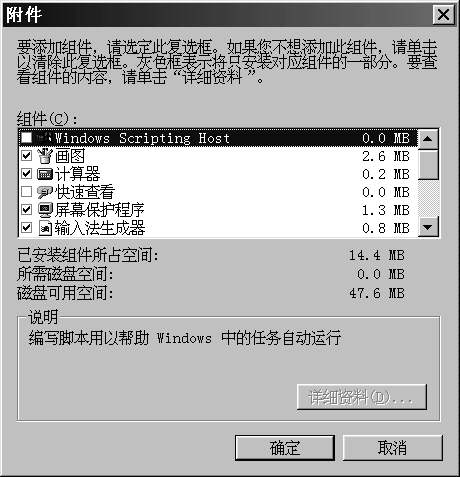 附件
要添加组件，请选定此复选框。如果您不想添加此组件，请单击
以清除此复选框。灰色框表示将只安装对应组件的一部分。要查
看组件的内容，请单击“详细资料”。
组件(C):
Windows Scripting Host 0.0 MB
画图 2.6 MB
计算器 0.2 MB
快速查看 0.0 MB
屏幕保护程序 1.3 MB
输入法生成器 0.8 MB
已安装组件所占空间: 14.4 MB
所需磁盘空间: 0.0 MB
磁盘可用空间: 47.6 MB
说明
编写脚本用以帮助 Windows 中的任务自动运行
详细资料(D)...
确定 取消